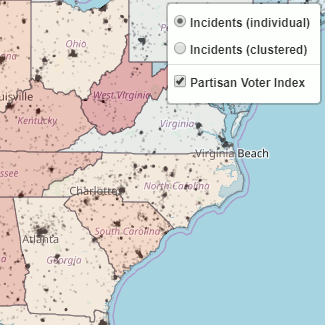 Incidents (individual)
Incidents (clustered)
Partisan Voter Index
Ohio
West Virginia
uisville
Kentucky
Virginia
Virginia Beach
ssee
Charlotte
North Carolina
South Carolina
Atlanta
Georgia